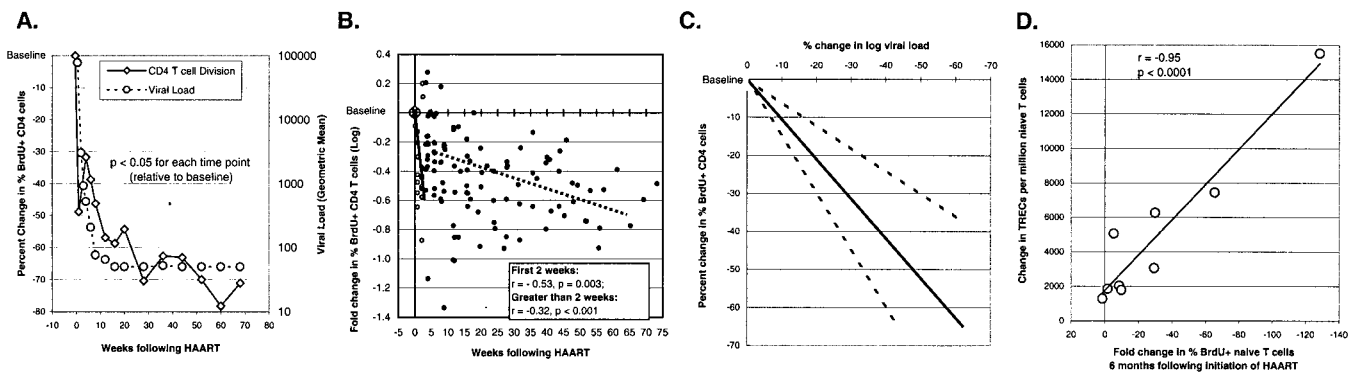 A.
Baseline
-10
-20
-30
-40
-50
-60
-70
-80
Percent Change in % BrdU+ CD4 cells
CD4 T cell Division
Viral Load
p < 0.05 for each time point
(relative to baseline)
100000
10000
1000
100
10
Viral Load (Geometric Mean)
-10 0 10 20 30 40 50 60 70 80
Weeks following HAART
B.
0.4
0.2
Baseline
-0.2
-0.4
-0.6
-0.8
-1.0
-1.2
-1.4
Fold change in % BrdU+ CD4 T cells (Log)
First 2 weeks:
r = - 0.53, p = 0.003;
Greater than 2 weeks:
r = -0.32, p < 0.001
-5 0 5 10 15 20 25 30 35 40 45 50 55 60 65 70 75
Weeks following HAART
C.
% change in log viral load
0 -10 -20 -30 -40 -50 -60 -70
Baseline
-10
-20
-30
-40
-50
-60
-70
Percent change in % BrdU+ CD4 cells
D.
16000
14000
12000
10000
8000
6000
4000
2000
0
Change in TRECs per million niave T cells
r = -0.95
p < 0.0001
20 0 -20 -40 -60 -80 -100 -120 -140
Fold change in % BrdU+ naive T cells
6 months following initiation of HAART